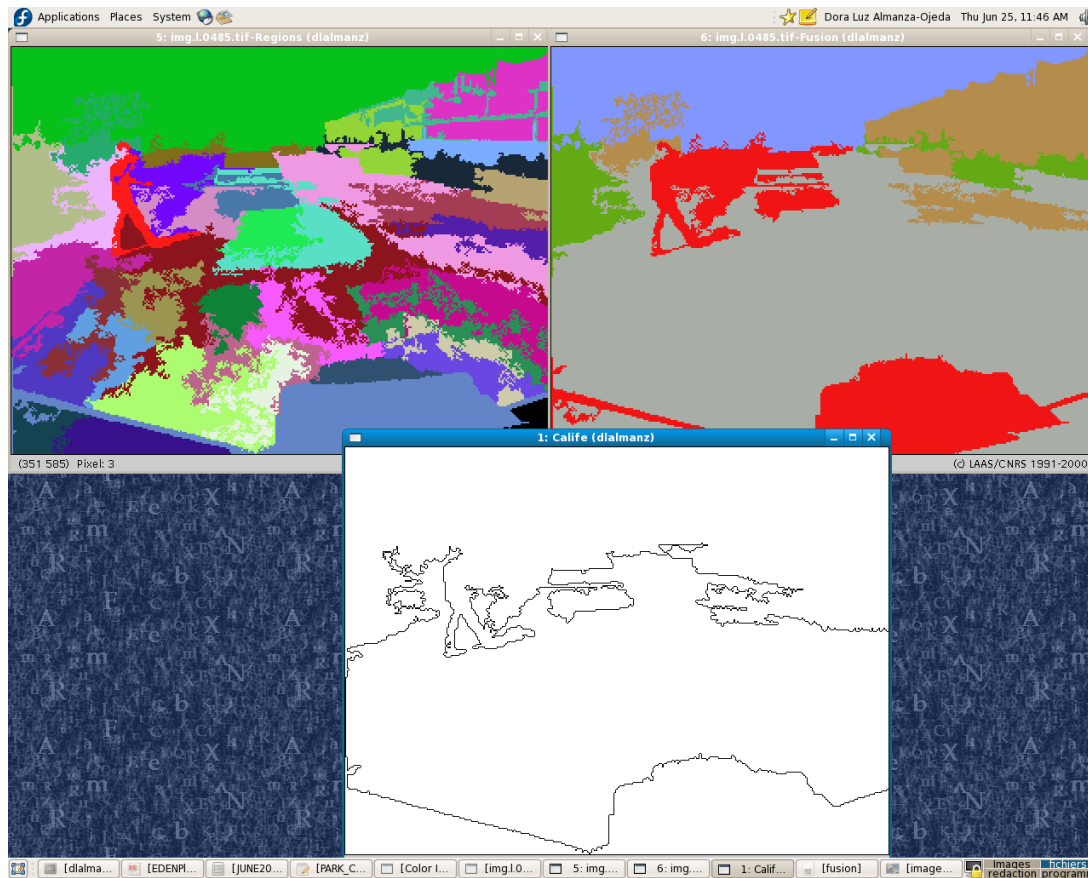 Applications Places System Dora Luz Almanza-Ojeda Thu Jun 25, 11:46 AM
5: img.l.0485.tif-Regions (dlalmanz)
6: img.l.0485.tif-Fusion (dlalmanz)
(351 585) Pixel: 3
(c) LAAS/CNRS 1991-2000
1: Calife (dlalmanz)
[dlalma... [EDENPl... [JUNE20... [PARK_C... [Color I... [img.l.0... 5: img.... 6: img.... 1: Calif... [fusion] [image... Images fichiers
redaction program